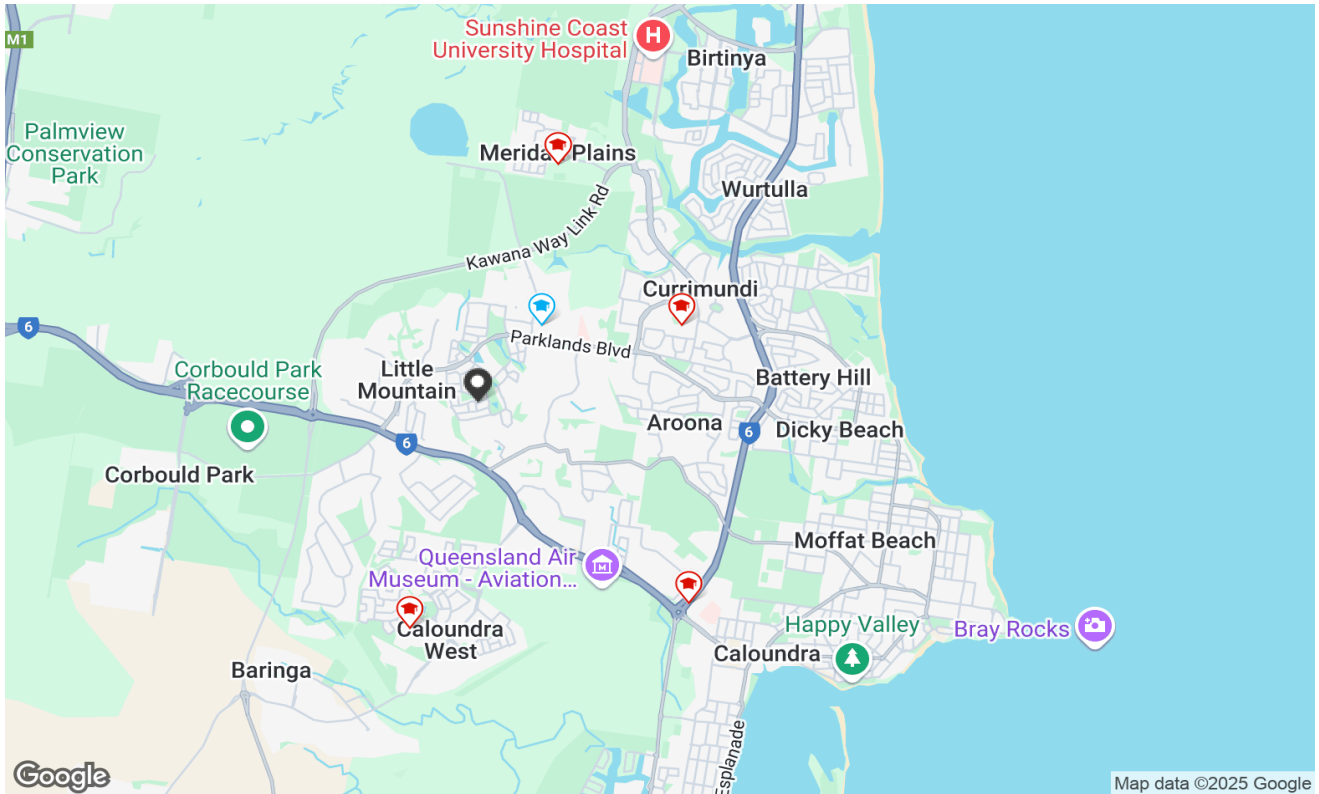 M1
Sunshine Coast
University Hospital
H
Birtinya
Palmview
Conservation
Park
Plains
Wurtulla
Kawana Way Link Rd
Currimundi
6
Parklands Blvd
Corbould Park
Racecourse
Little
Mountain
Battery Hill
Aroona
6
Dicky Beach
6
Corbould Park
Moffat Beach
Queensland Air
Museum - Aviation...
M
Happy Valley
Bray Rocks
Caloundra
West
Caloundra
Baringa
Esplanade
Google
Map data ©2025 Google